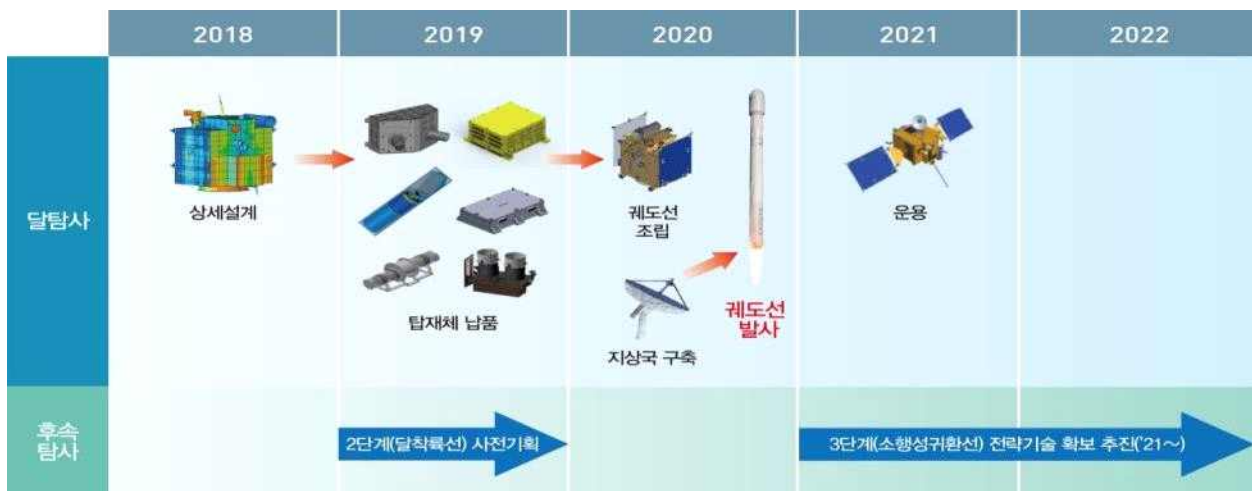 2018
2019
2020
2021
2022
달탐사
상세설계
탑재체 납품
궤도선
조립
지상국 구축
궤도선
발사
운용
후속
탐사
2단계(달착륙선) 사전기획
3단계(소행성귀환선) 전략기술 확보 추진('21~)